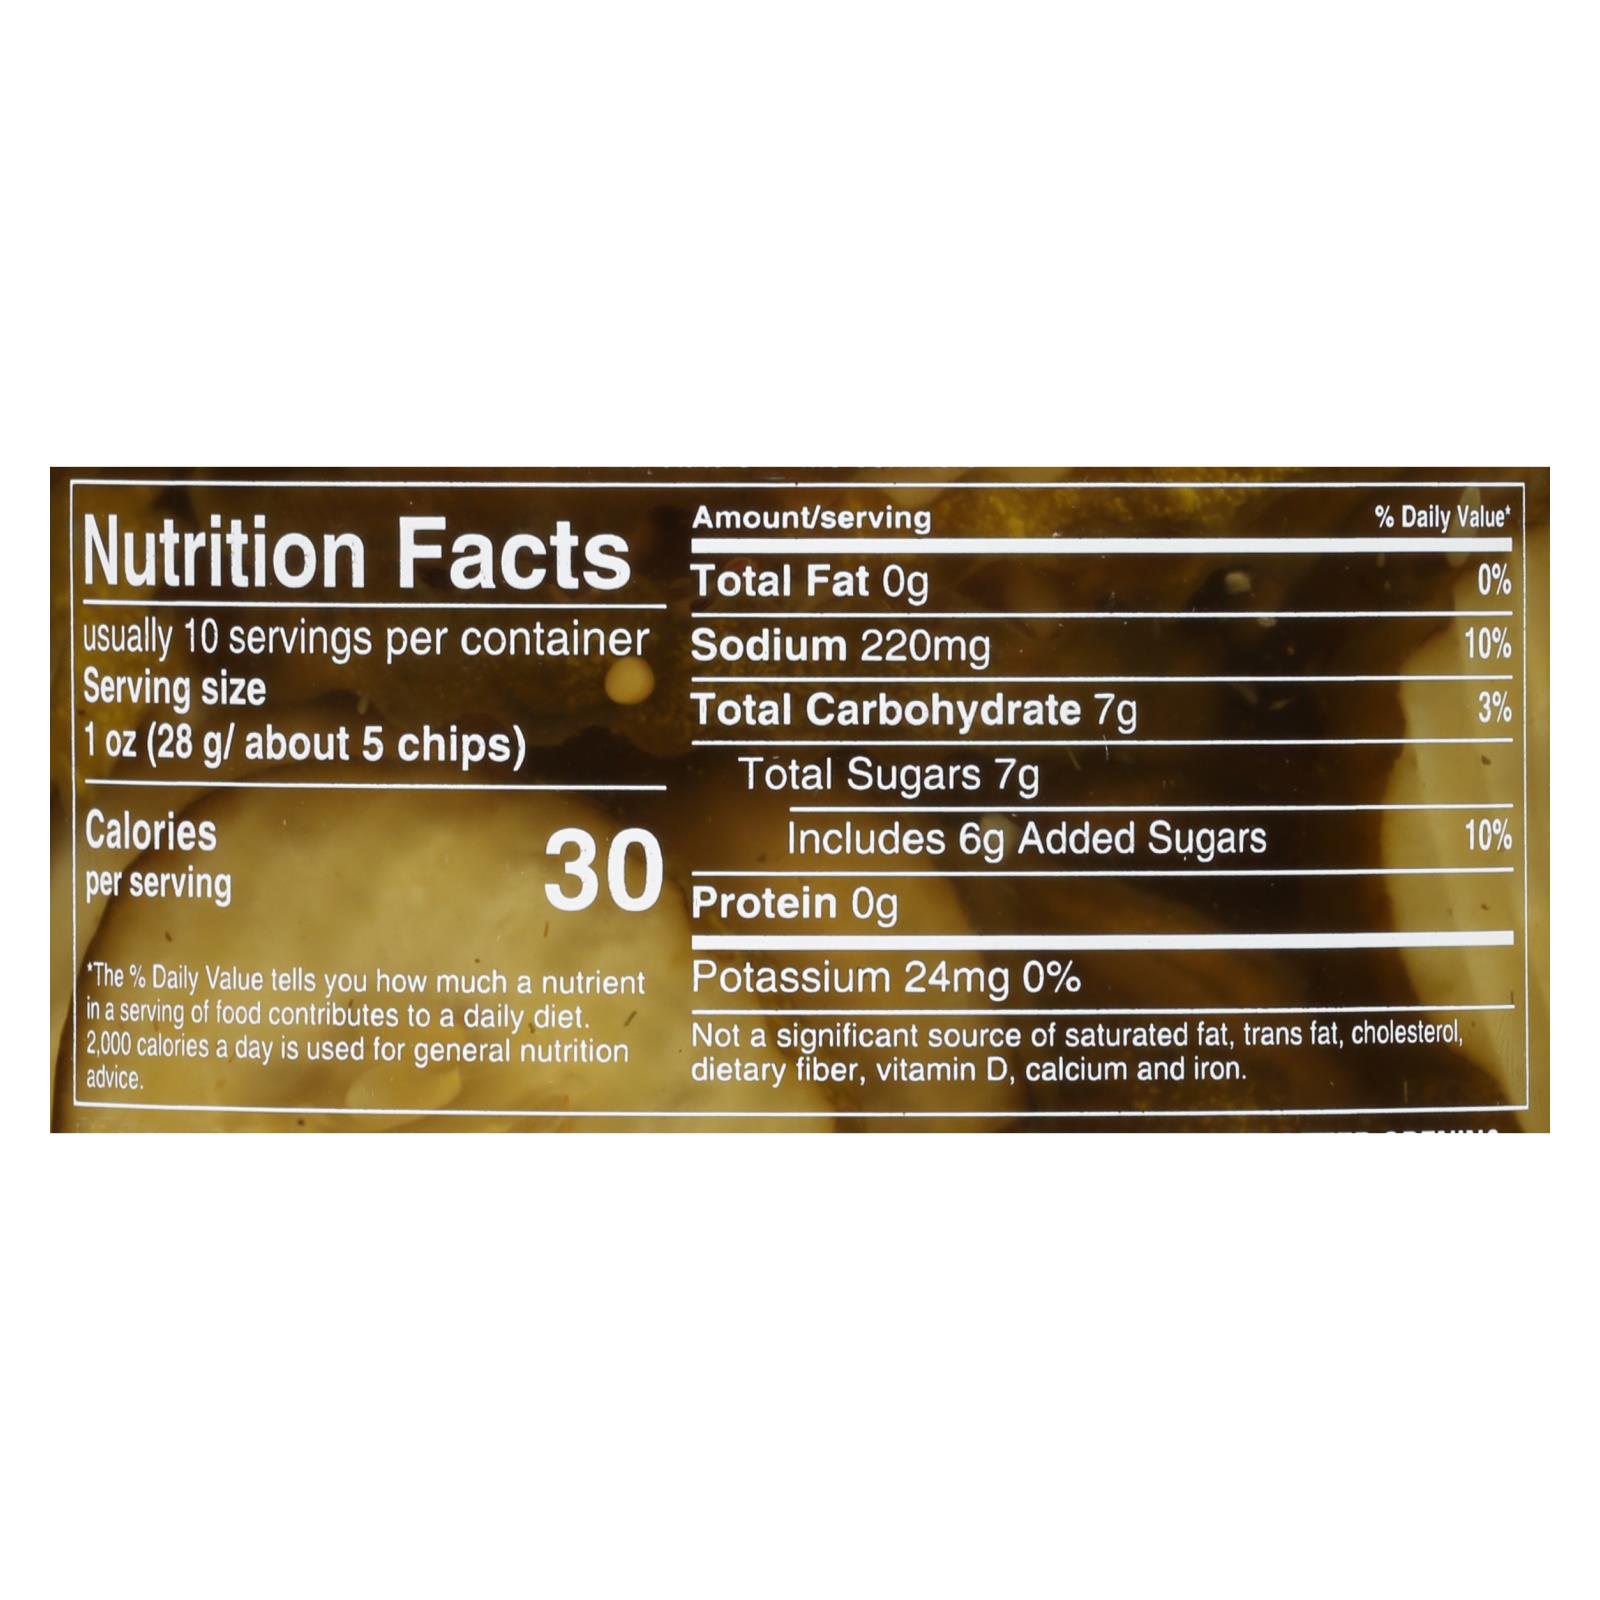 Nutrition Facts
usually 10 servings per container
Serving size
1 oz (28 g/ about 5 chips)
Calories
per serving
30
*The % Daily Value tells you how much a nutrient
in a serving of food contributes to a daily diet.
2,000 calories a day is used for general nutrition
advice.
Amount/serving % Daily Value*
Total Fat 0g 0%
Sodium 220mg 10%
Total Carbohydrate 7g 3%
Total Sugars 7g
Includes 6g Added Sugars 10%
Protein 0g
Potassium 24mg 0%
Not a significant source of saturated fat, trans fat, cholesterol,
dietary fiber, vitamin D, calcium and iron.